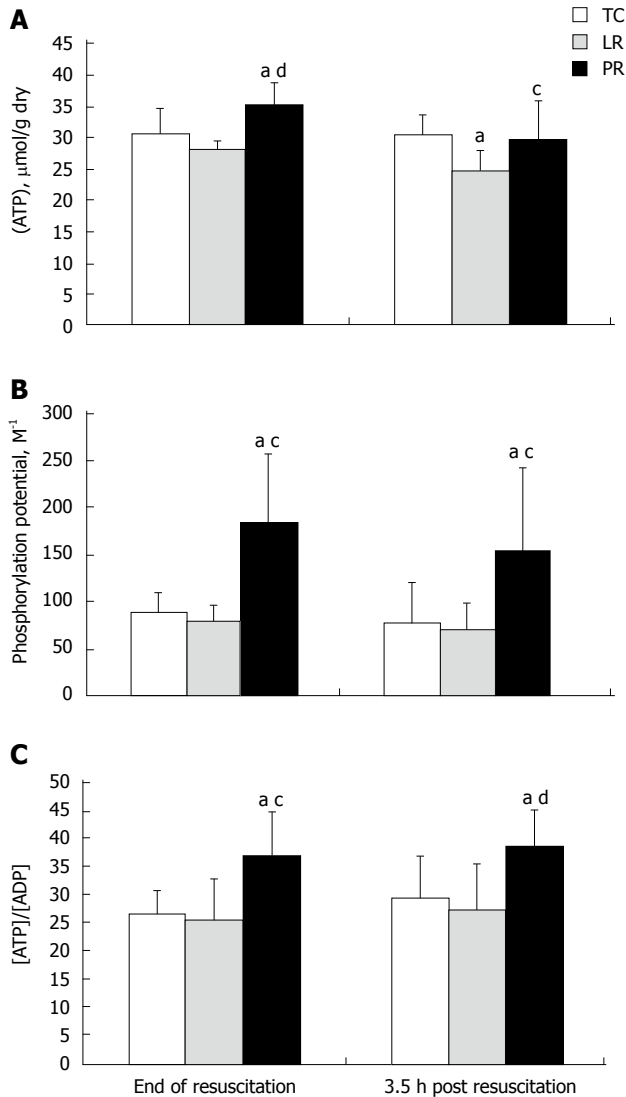 A
TC
LR
PR
(ATP), μmol/g dry
45
40
35
30
25
20
15
10
5
0
a d
a
c
B
Phosphorylation potential, M⁻¹
300
250
200
150
100
50
0
a c
a c
C
[ATP]/[ADP]
50
45
40
35
30
25
20
15
10
5
0
a c
a d
End of resuscitation
3.5 h post resuscitation